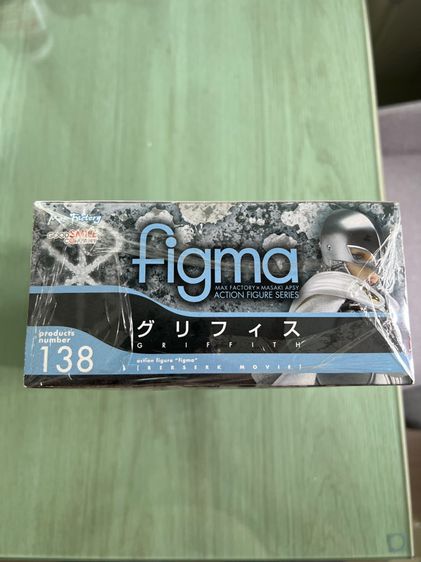 Max Factory
GOOD SMILE
COMPANY
figma
MAX FACTORY × MASAKI APSY
ACTION FIGURE SERIES
products
number
138
グリフィス
GRIFFITH
action figure "figma"
[BERSERK MOVIE]